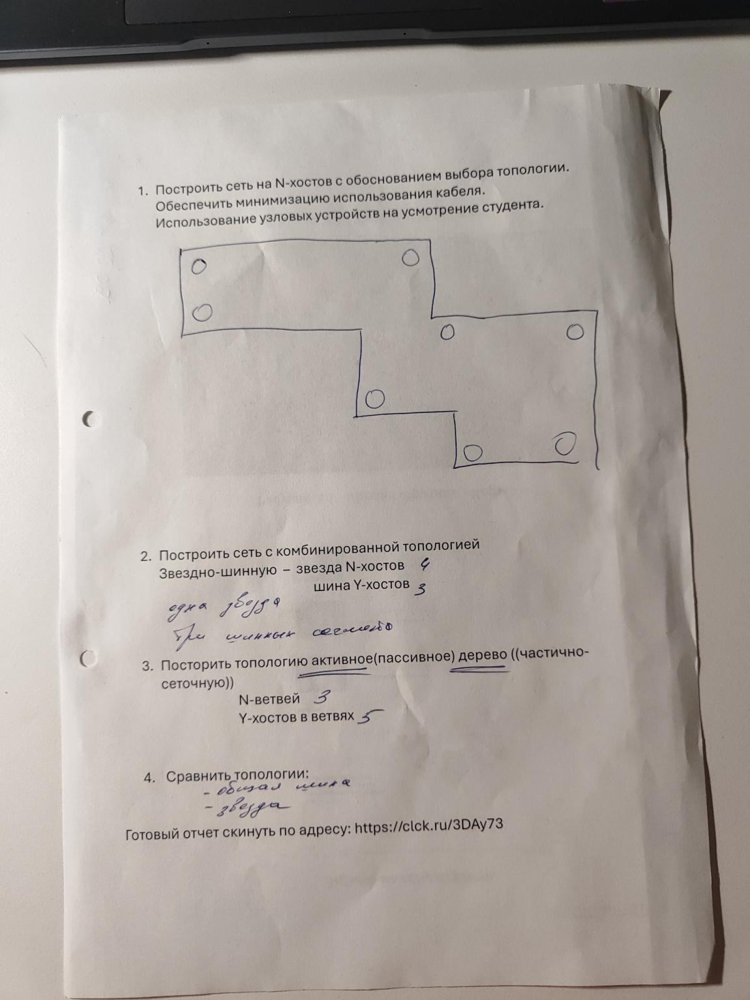 1. Построить сеть на N-хостов с обоснованием выбора топологии.
Обеспечить минимизацию использования кабеля.
Использование узловых устройств на усмотрение студента.
2. Построить сеть с комбинированной топологией
Звездно-шинную – звезда N-хостов 4
шина Y-хостов 3
одна звезда
три шинных сегмента
3. Посторить топологию активное(пассивное) дерево ((частично-
сеточную))
N-ветвей 3
Y-хостов в ветвях 5
4. Сравнить топологии:
- общая шина
- звезда
Готовый отчет скинуть по адресу: https://clck.ru/3DAy73